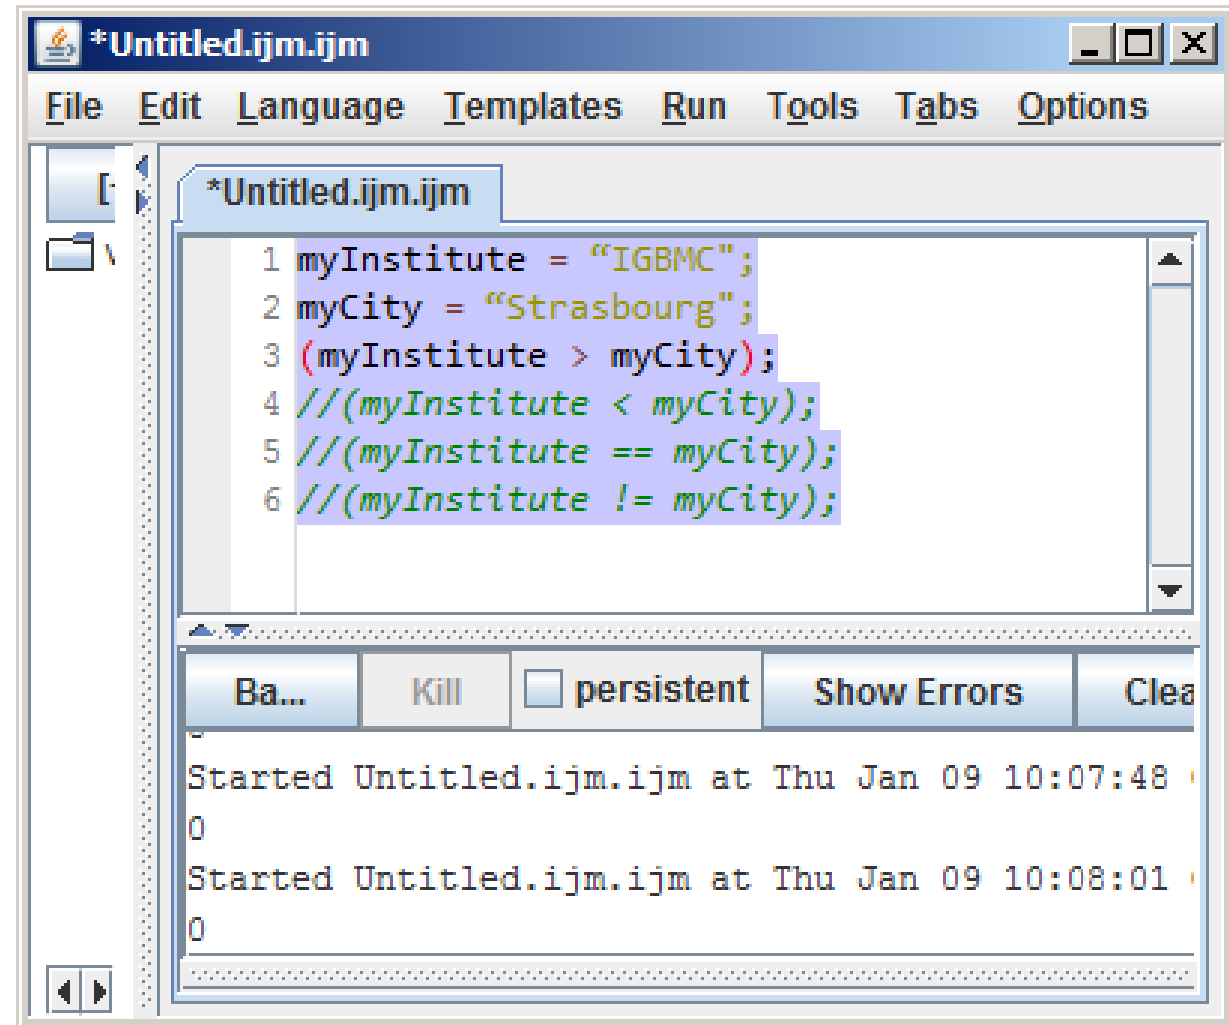 *Untitled.ijm.ijm
File Edit Language Templates Run Tools Tabs Options
*Untitled.ijm.ijm
1 myInstitute = “IGBMC";
2 myCity = “Strasbourg";
3 (myInstitute > myCity);
4 //(myInstitute < myCity);
5 //(myInstitute == myCity);
6 //(myInstitute != myCity);
Ba... Kill persistent Show Errors Clea
Started Untitled.ijm.ijm at Thu Jan 09 10:07:48
0
Started Untitled.ijm.ijm at Thu Jan 09 10:08:01
0